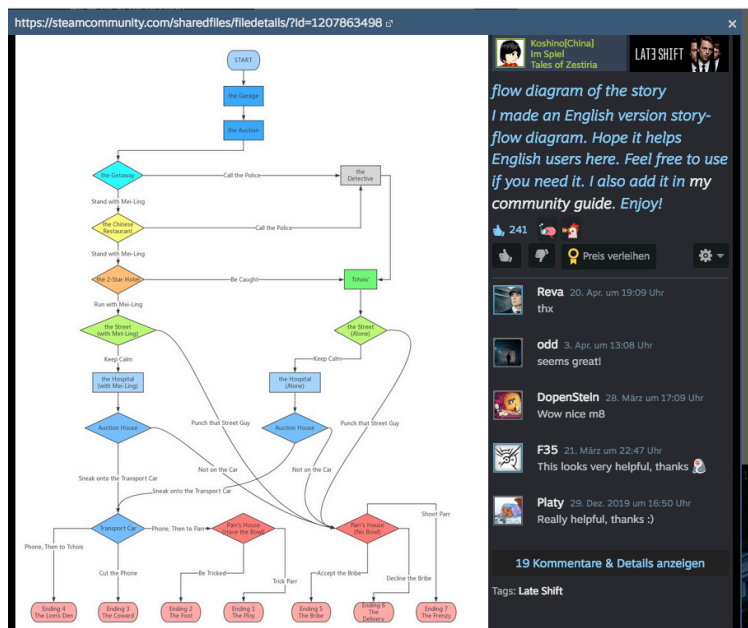 https://steamcommunity.com/sharedfiles/filedetails/?id=1207863498
×
START
the Garage
the Auction
the Getaway
Call the Police
the
Detective
Stand with Mei-Ling
the Chinese
Restaurant
Call the Police
Stand with Mei-Ling
the 2-Star Hotel
Be Caught
Tchois'
Run with Mei-Ling
the Street
(with Mei-Ling)
the Street
(Alone)
Keep Calm
Keep Calm
the Hospital
(with Mei-Ling)
the Hospital
(Alone)
Auction House
Auction House
Punch that Street Guy
Punch that Street Guy
Not on the Car
Not on the Car
Sneak onto the Transport Car
Sneak onto the Transport Car
Shoot Parr
Transport Car
Phone, Then to Parr
Parr's House
(Have the Bowl)
Parr's House
(No Bowl)
Phone, Then to Tchois
Cut the Phone
Be Tricked
Trick Parr
Accept the Bribe
Decline the Bribe
Ending 4
The Lion's Den
Ending 3
The Coward
Ending 2
The Fool
Ending 1
The Ploy
Ending 5
The Bribe
Ending 6
The
Delivery
Ending 7
The Frenzy
Koshino[China]
Im Spiel
Tales of Zestiria
LATE SHIFT
flow diagram of the story
I made an English version story-
flow diagram. Hope it helps
English users here. Feel free to use
if you need it. I also add it in my
community guide. Enjoy!
241
Preis verleihen
Reva 20. Apr. um 19:09 Uhr
thx
odd 3. Apr. um 13:08 Uhr
seems great!
DopenStein 28. März um 17:09 Uhr
Wow nice m8
F35 21. März um 22:47 Uhr
This looks very helpful, thanks
Platy 29. Dez. 2019 um 16:50 Uhr
Really helpful, thanks :)
19 Kommentare & Details anzeigen
Tags: Late Shift